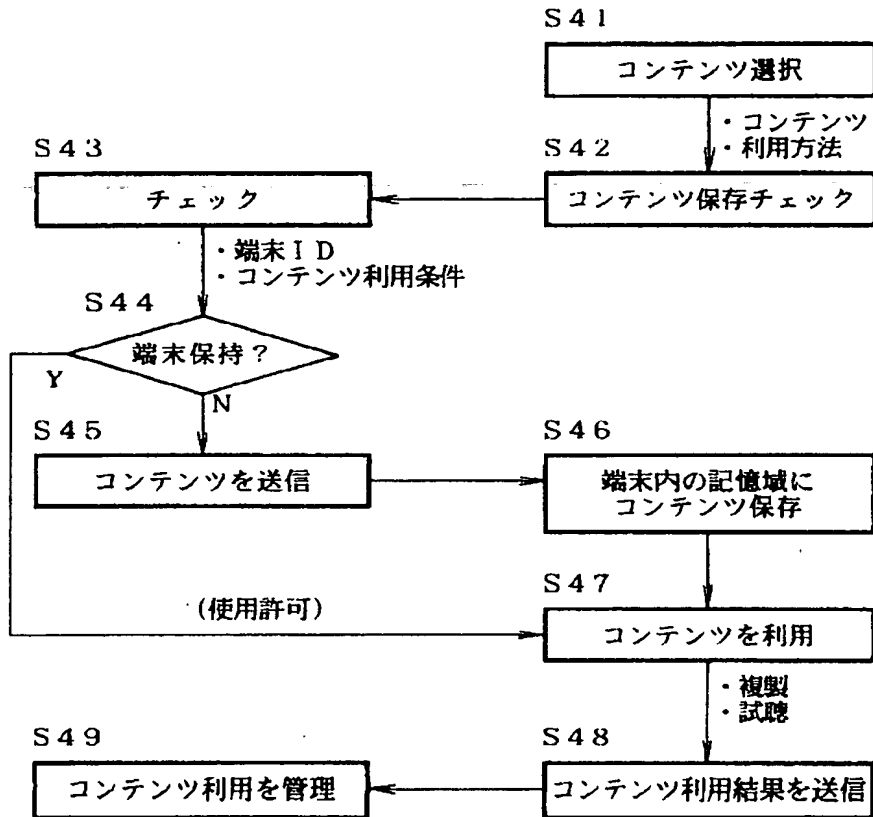 S41
コンテンツ選択
・コンテンツ
・利用方法
S42
コンテンツ保存チェック
S43
チェック
・端末ID
・コンテンツ利用条件
S44
端末保持?
Y
N
S45
コンテンツを送信
S46
端末内の記憶域に
コンテンツ保存
S47
(使用許可)
コンテンツを利用
・複製
・試聴
S48
コンテンツ利用結果を送信
S49
コンテンツ利用を管理